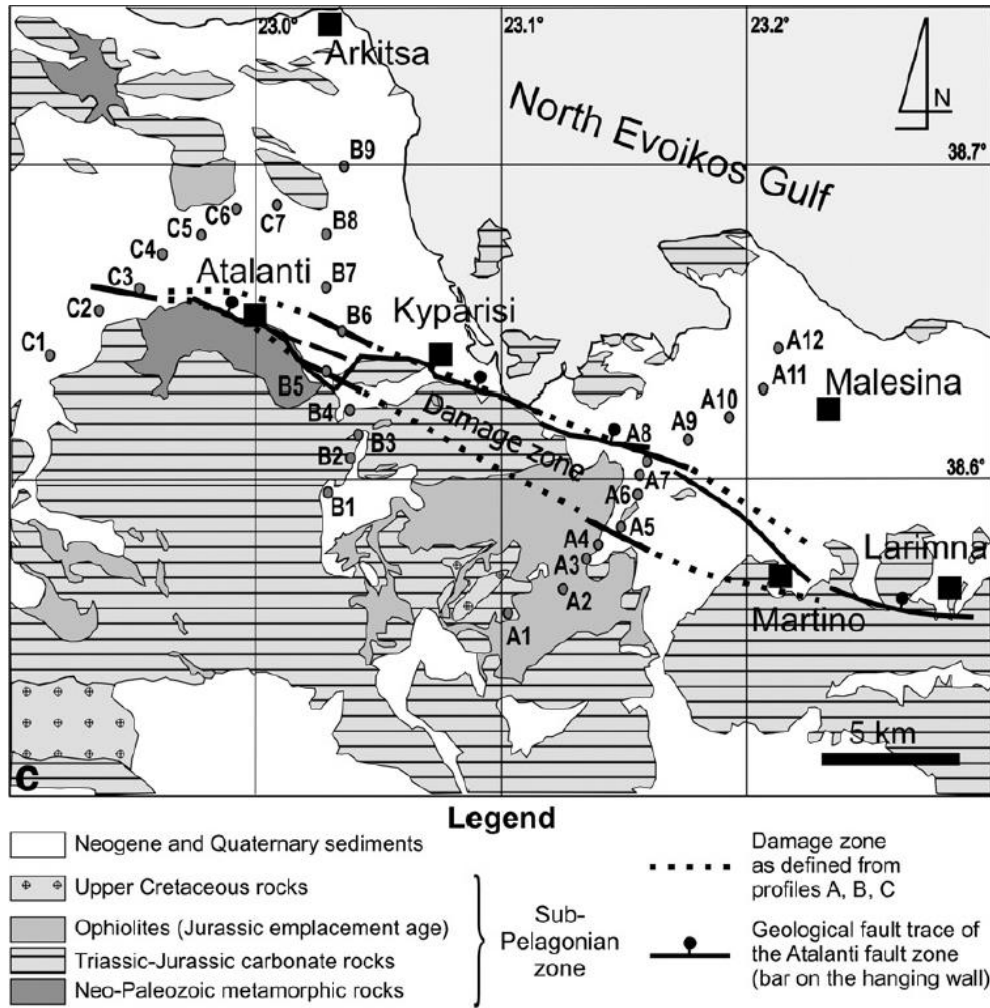 23.0°
23.1°
23.2°
Arkitsa
N
North Evoikos Gulf
38.7°
B9
C6
C7
C5
B8
C4
Atalanti
B7
C3
Kyparisi
C2
B6
C1
A12
A11
Malesina
B5
A10
B4
Damage zone
A9
A8
B3
B2
38.6°
A7
B1
A6
A5
A4
Larimna
A3
A2
A1
Martino
5 km
c
Legend
Neogene and Quaternary sediments
Upper Cretaceous rocks
Ophiolites (Jurassic emplacement age)
Triassic-Jurassic carbonate rocks
Neo-Paleozoic metamorphic rocks
Sub-
Pelagonian
zone
Damage zone
as defined from
profiles A, B, C
Geological fault trace of
the Atalanti fault zone
(bar on the hanging wall)